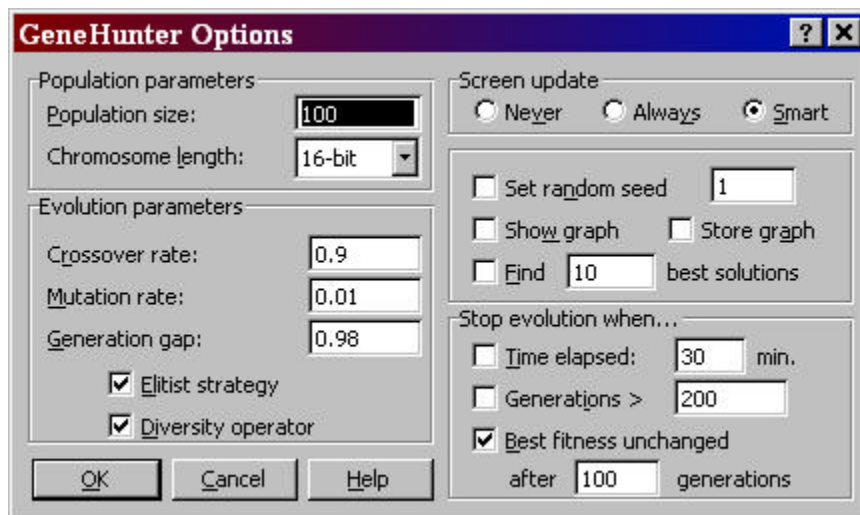 GeneHunter Options
Population parameters
Population size: 100
Chromosome length: 16-bit
Evolution parameters
Crossover rate: 0.9
Mutation rate: 0.01
Generation gap: 0.98
Elitist strategy
Diversity operator
OK Cancel Help
Screen update
Never Always Smart
Set random seed 1
Show graph Store graph
Find 10 best solutions
Stop evolution when...
Time elapsed: 30 min.
Generations > 200
Best fitness unchanged
after 100 generations